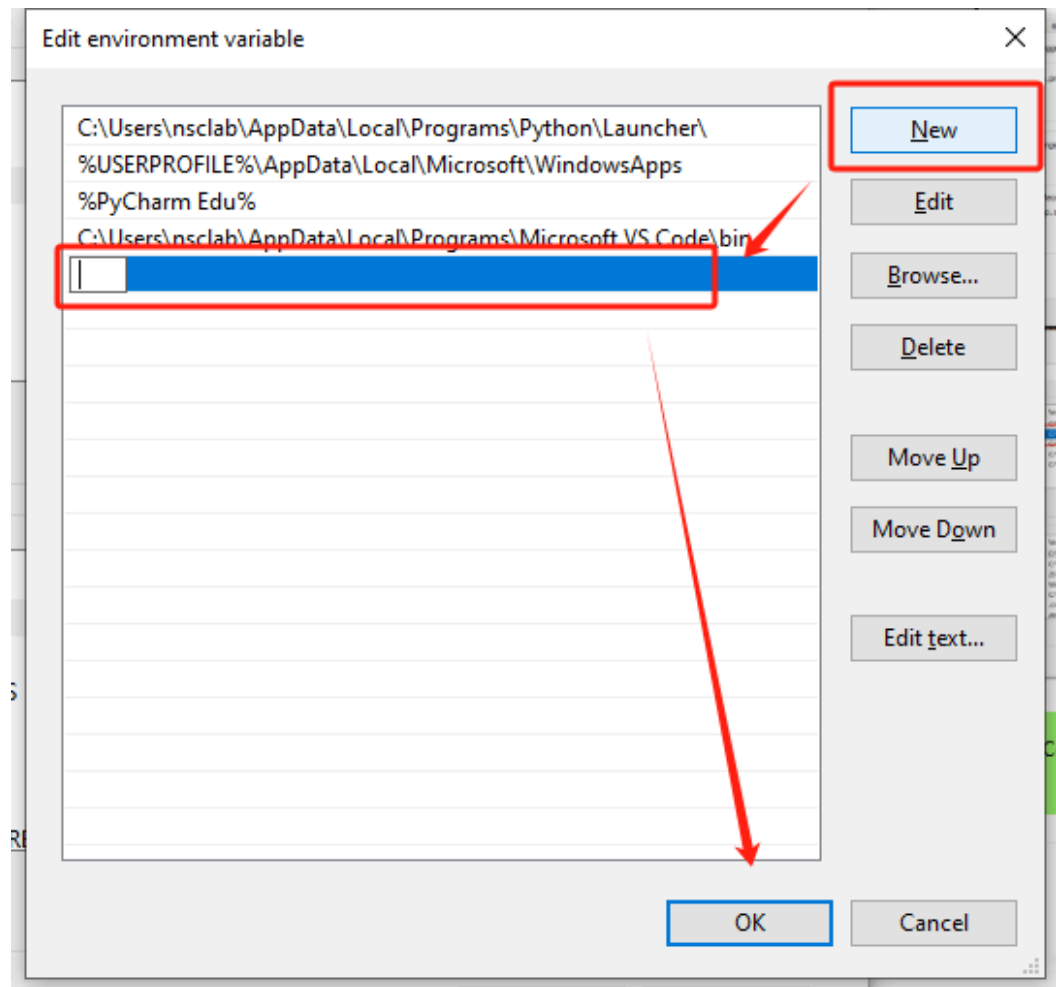 Edit environment variable
C:\Users\nsclab\AppData\Local\Programs\Python\Launcher\
New
%USERPROFILE%\AppData\Local\Microsoft\WindowsApps
%PyCharm Edu%
Edit
C:\Users\nsclab\AppData\Local\Programs\Microsoft VS Code\bin
Browse...
Delete
Move Up
Move Down
Edit text...
OK
Cancel